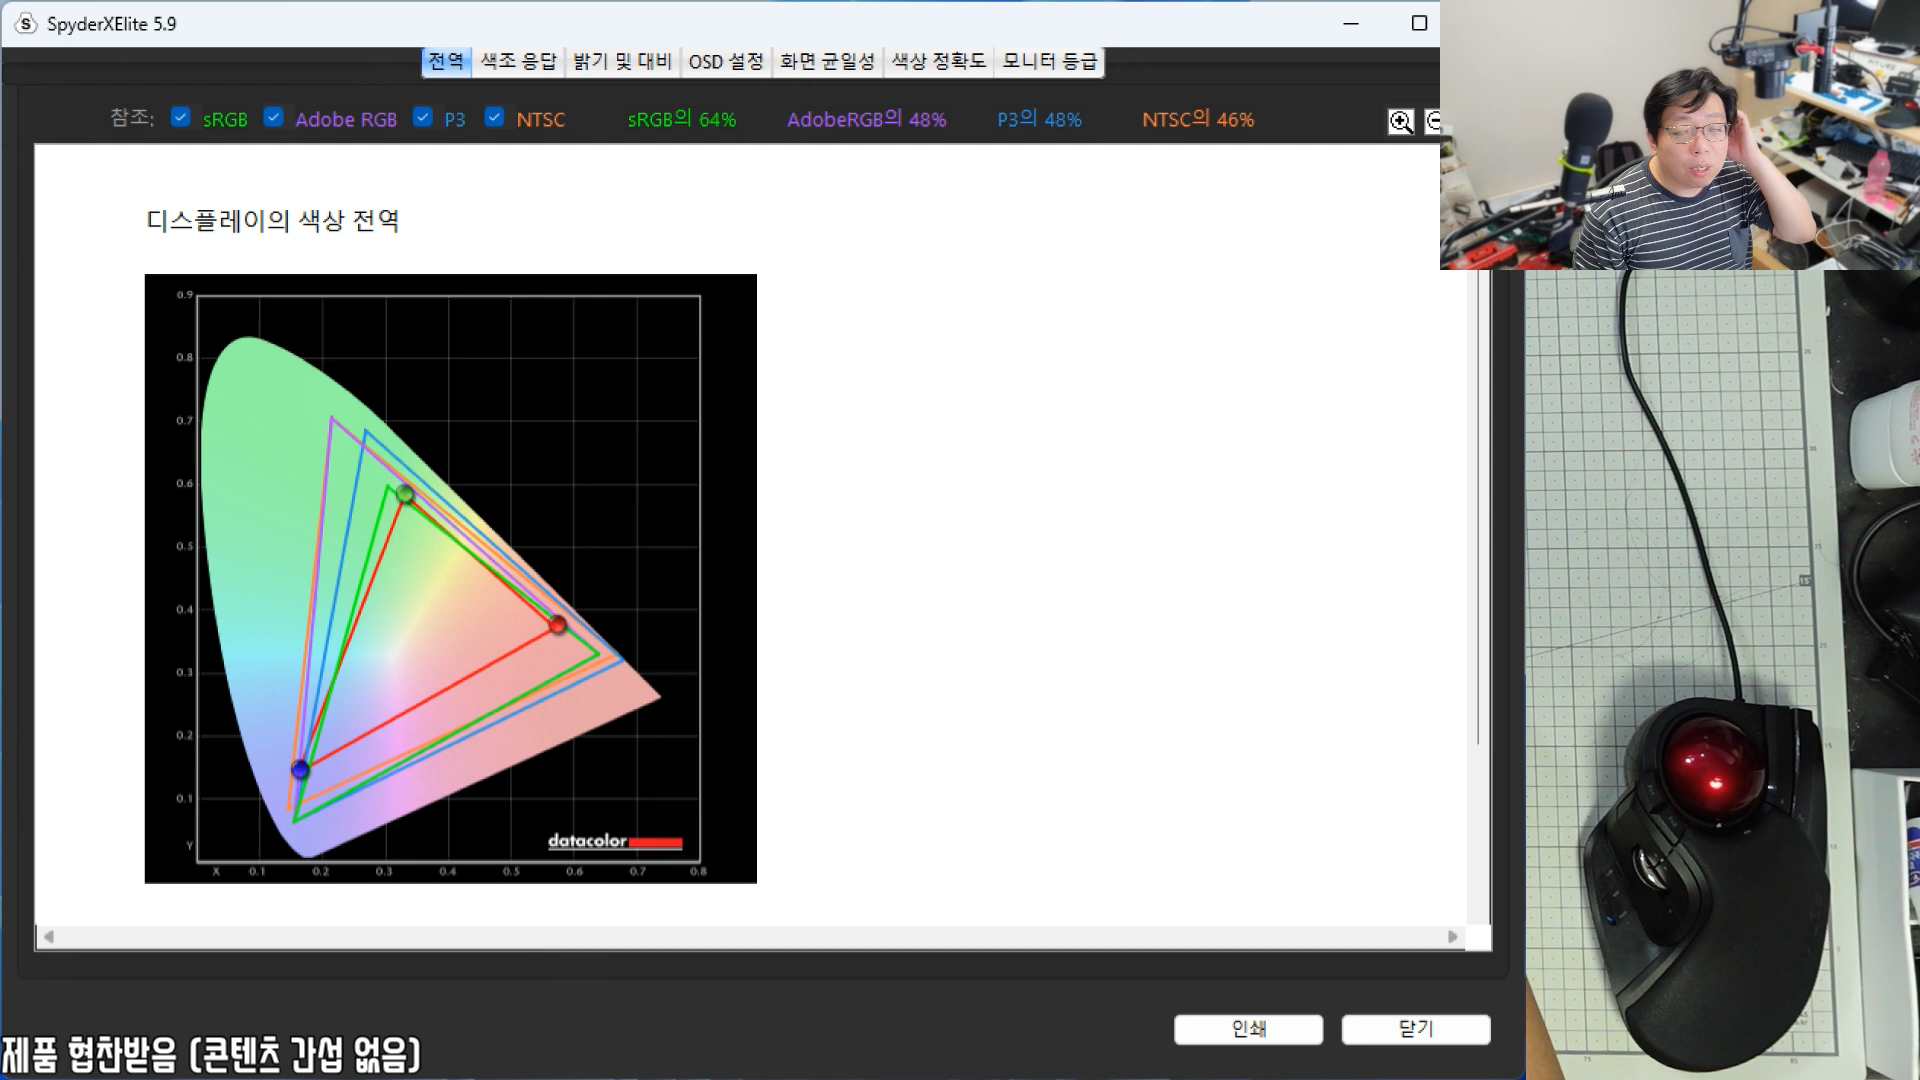 SpyderXElite 5.9
전역 색조 응답 밝기 및 대비 OSD 설정 화면 균일성 색상 정확도 모니터 등급
참조: sRGB Adobe RGB P3 NTSC sRGB의 64% AdobeRGB의 48% P3의 48% NTSC의 46%
디스플레이의 색상 전역
0.9
0.8
0.7
0.6
0.5
0.4
0.3
0.2
0.1
Y
datacolor
X 0.1 0.2 0.3 0.4 0.5 0.6 0.7 0.8
인쇄 닫기
제품 협찬받음 (콘텐츠 간섭 없음)